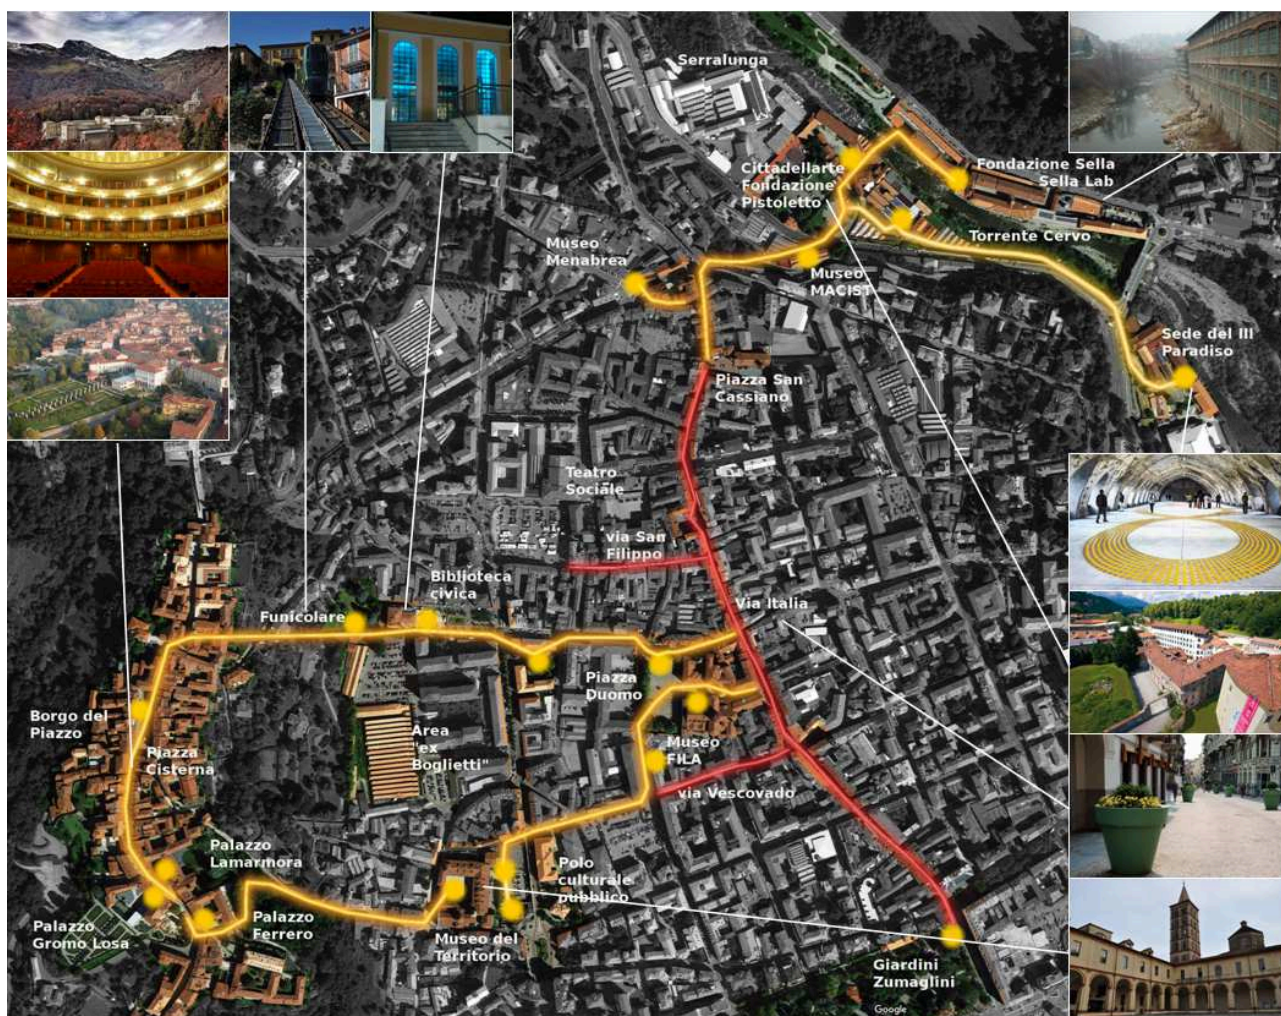 Serralunga
Cittadellarte
Fondazione
Pistoletto
Fondazione Sella
Sella Lab
Torrente Cervo
Museo
Menabrea
Museo
MACIST
Sede del III
Paradiso
Piazza San
Cassiano
Teatro
Sociale
via San
Filippo
Biblioteca
civica
Funicolare
Via Italia
Piazza
Duomo
Borgo del
Piazzo
Piazza
Cisterna
Area
"ex
Boglietti"
Museo
FILA
via Vescovado
Palazzo
Lamarmora
Polo
culturale
pubblico
Palazzo
Gromo Losa
Palazzo
Ferrero
Museo del
Territorio
Giardini
Zumaglini
Google